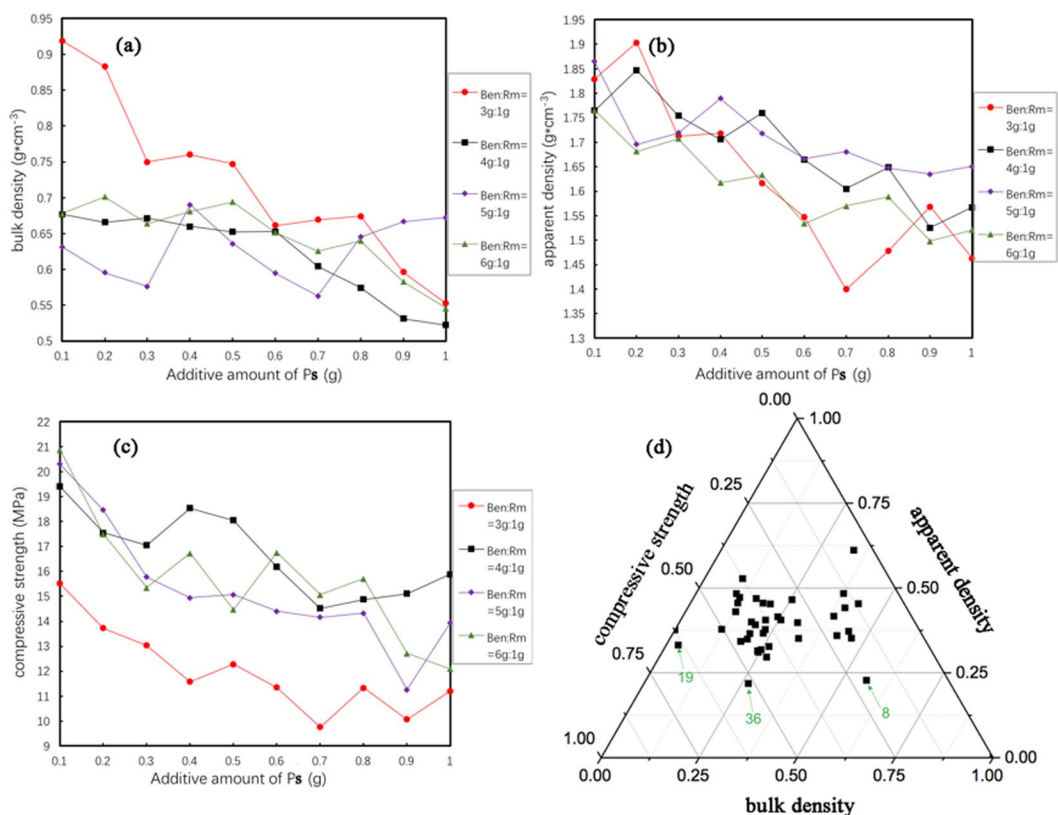 (a)
0.95
0.9
0.85
0.8
0.75
0.7
0.65
0.6
0.55
0.5
bulk density (g*cm⁻³)
0.1 0.2 0.3 0.4 0.5 0.6 0.7 0.8 0.9 1
Additive amount of Ps (g)
Ben:Rm=
3g:1g
Ben:Rm=
4g:1g
Ben:Rm=
5g:1g
Ben:Rm=
6g:1g
(b)
1.95
1.9
1.85
1.8
1.75
1.7
1.65
1.6
1.55
1.5
1.45
1.4
1.35
1.3
apparent density (g*cm⁻³)
0.1 0.2 0.3 0.4 0.5 0.6 0.7 0.8 0.9 1
Additive amount of Ps (g)
Ben:Rm=
3g:1g
Ben:Rm=
4g:1g
Ben:Rm=
5g:1g
Ben:Rm=
6g:1g
(c)
22
21
20
19
18
17
16
15
14
13
12
11
10
9
compressive strength (MPa)
0.1 0.2 0.3 0.4 0.5 0.6 0.7 0.8 0.9 1
Additive amount of Ps (g)
Ben:Rm
=3g:1g
Ben:Rm
=4g:1g
Ben:Rm
=5g:1g
Ben:Rm
=6g:1g
(d)
0.00
0.25
0.50
0.75
1.00
compressive strength
1.00
0.75
0.50
0.25
0.00
apparent density
19
36
8
0.00 0.25 0.50 0.75 1.00
bulk density